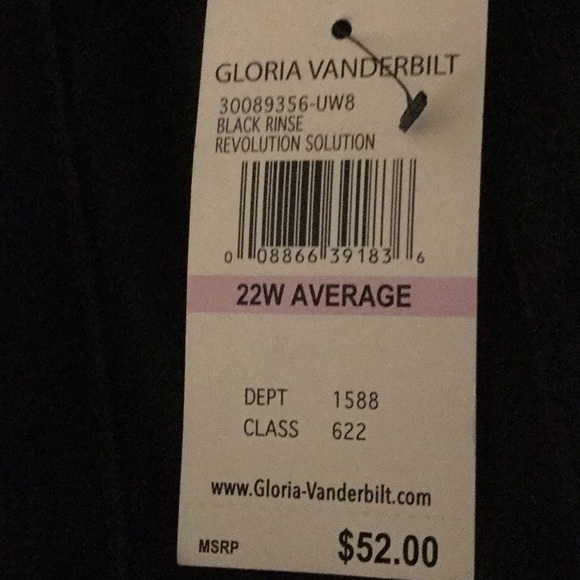 GLORIA VANDERBILT
30089356-UW8
BLACK RINSE
REVOLUTION SOLUTION
0 08866 39183 6
22W AVERAGE
DEPT 1588
CLASS 622
www.Gloria-Vanderbilt.com
MSRP $52.00